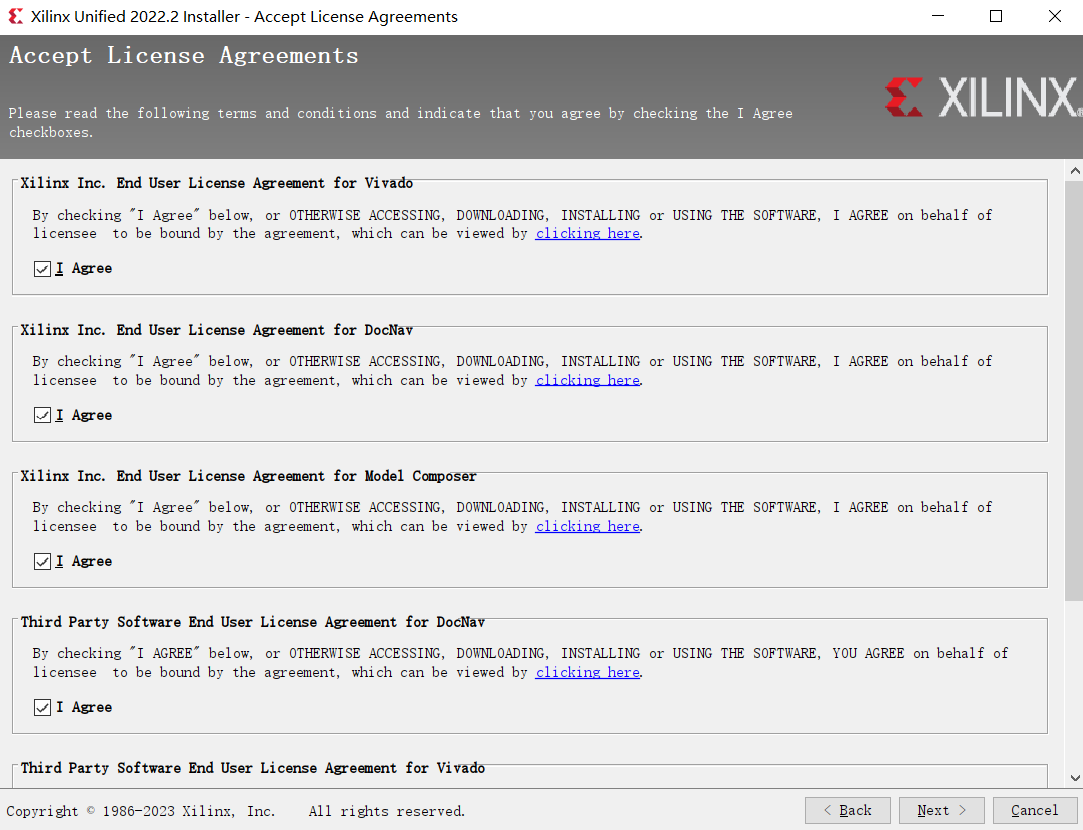 Xilinx Unified 2022.2 Installer - Accept License Agreements
Accept License Agreements
Please read the following terms and conditions and indicate that you agree by checking the I Agree
checkboxes.
XILINX®
Xilinx Inc. End User License Agreement for Vivado
By checking "I Agree" below, or OTHERWISE ACCESSING, DOWNLOADING, INSTALLING or USING THE SOFTWARE, I AGREE on behalf of
licensee  to be bound by the agreement, which can be viewed by clicking here.
I Agree
Xilinx Inc. End User License Agreement for DocNav
By checking "I Agree" below, or OTHERWISE ACCESSING, DOWNLOADING, INSTALLING or USING THE SOFTWARE, I AGREE on behalf of
licensee  to be bound by the agreement, which can be viewed by clicking here.
I Agree
Xilinx Inc. End User License Agreement for Model Composer
By checking "I Agree" below, or OTHERWISE ACCESSING, DOWNLOADING, INSTALLING or USING THE SOFTWARE, I AGREE on behalf of
licensee  to be bound by the agreement, which can be viewed by clicking here.
I Agree
Third Party Software End User License Agreement for DocNav
By checking "I AGREE" below, or OTHERWISE ACCESSING, DOWNLOADING, INSTALLING or USING THE SOFTWARE, YOU AGREE on behalf of
licensee  to be bound by the agreement, which can be viewed by clicking here.
I Agree
Third Party Software End User License Agreement for Vivado
Copyright © 1986-2023 Xilinx, Inc.    All rights reserved.
< Back
Next >
Cancel